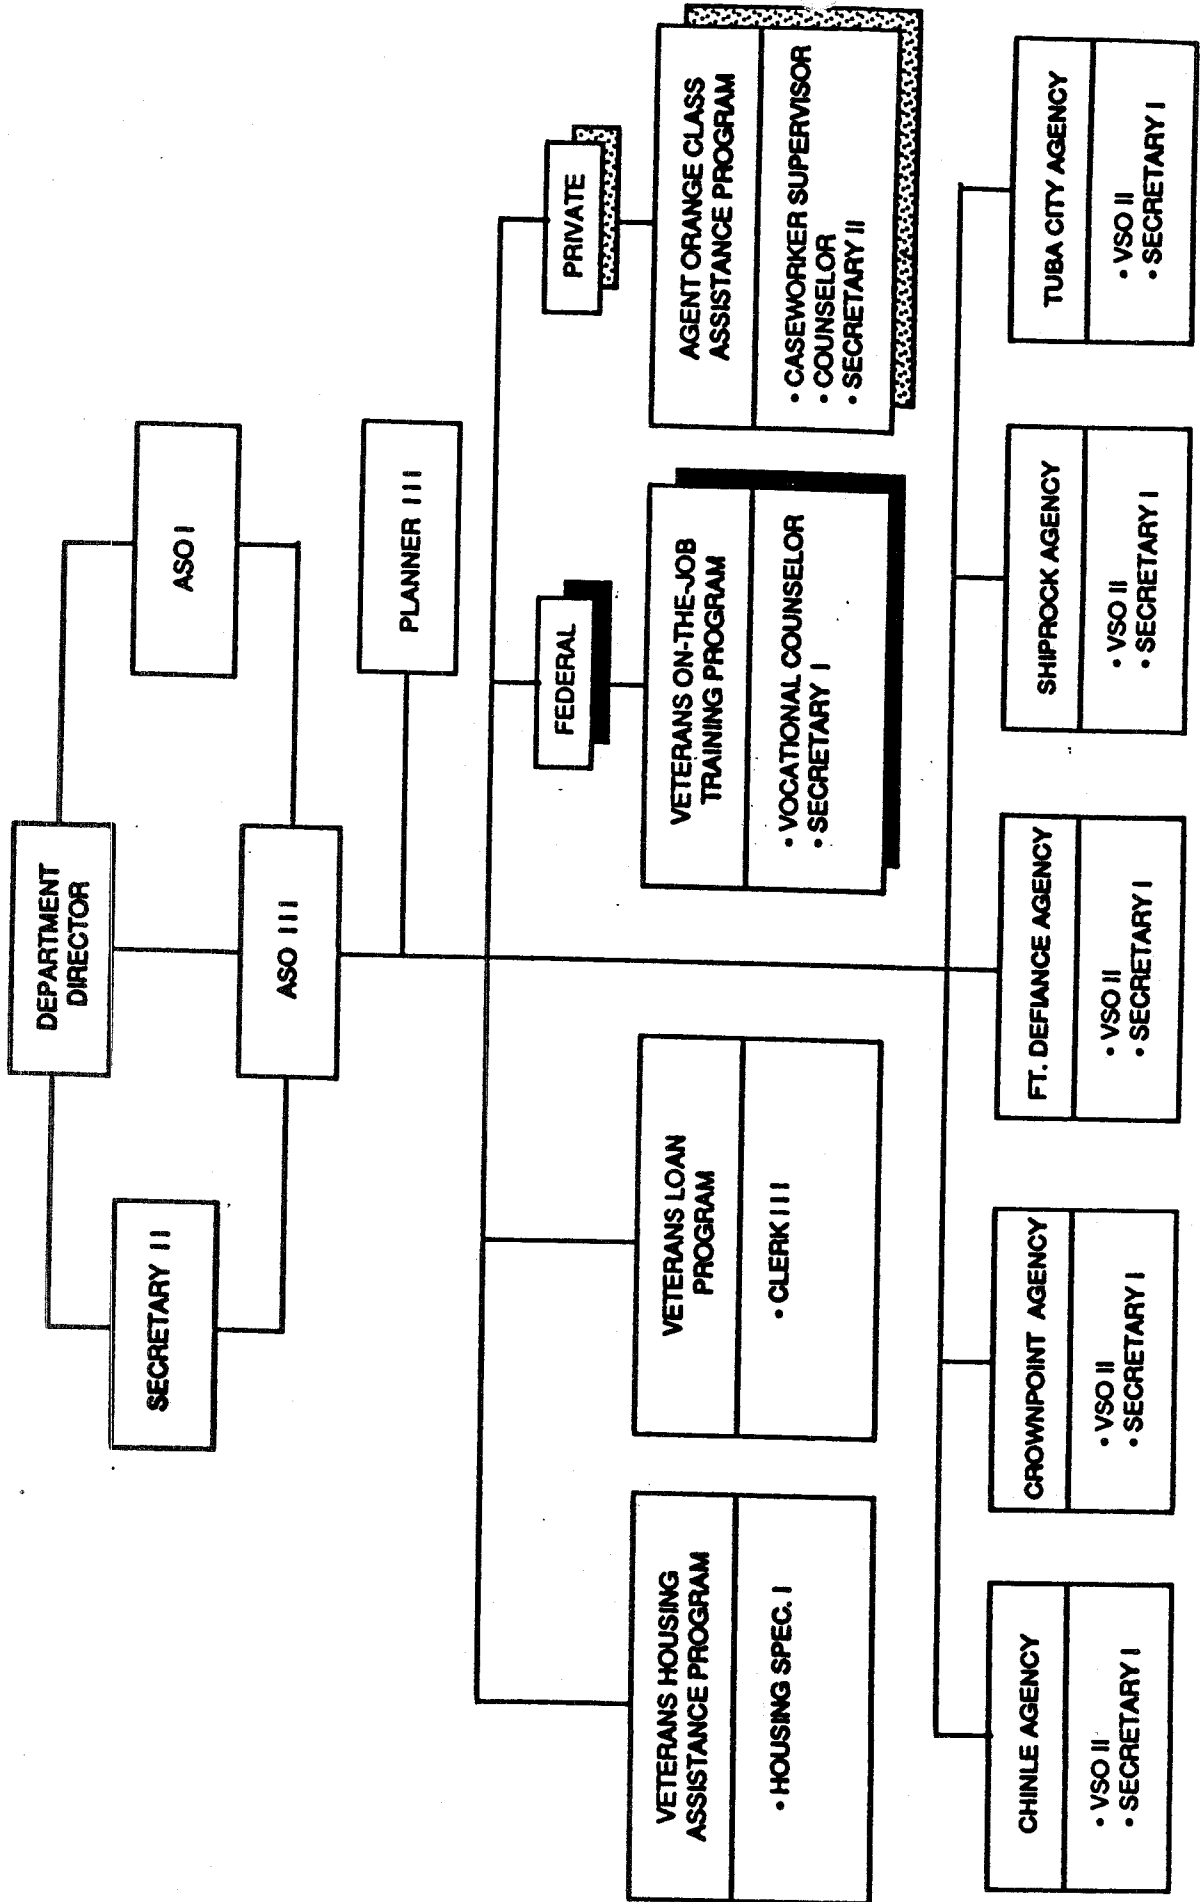 DEPARTMENT
DIRECTOR
SECRETARY II
ASO I
ASO III
PLANNER III
FEDERAL
PRIVATE
VETERANS HOUSING
ASSISTANCE PROGRAM
• HOUSING SPEC. I
VETERANS LOAN
PROGRAM
• CLERK III
VETERANS ON-THE-JOB
TRAINING PROGRAM
• VOCATIONAL COUNSELOR
• SECRETARY I
AGENT ORANGE CLASS
ASSISTANCE PROGRAM
• CASEWORKER SUPERVISOR
• COUNSELOR
• SECRETARY II
CHINLE AGENCY
• VSO II
• SECRETARY I
CROWNPOINT AGENCY
• VSO II
• SECRETARY I
FT. DEFIANCE AGENCY
• VSO II
• SECRETARY I
SHIPROCK AGENCY
• VSO II
• SECRETARY I
TUBA CITY AGENCY
• VSO II
• SECRETARY I